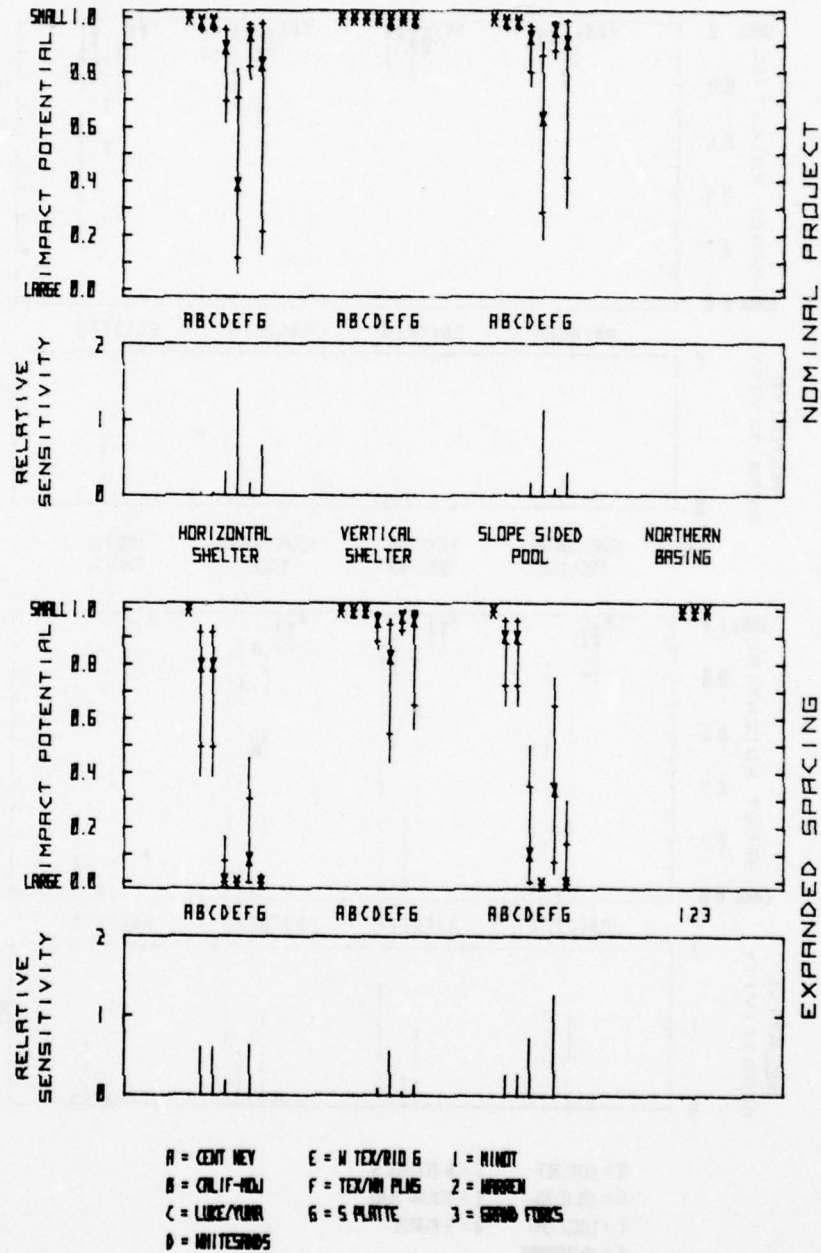 SMALL 1.0
0.8
0.6
0.4
0.2
LARGE 0.0
IMPACT POTENTIAL
ABCDEFG ABCDEFG ABCDEFG
NOMINAL PROJECT
2
1
0
RELATIVE
SENSITIVITY
HORIZONTAL VERTICAL SLOPE SIDED NORTHERN
SHELTER SHELTER POOL BASING
SMALL 1.0
0.8
0.6
0.4
0.2
LARGE 0.0
IMPACT POTENTIAL
ABCDEFG ABCDEFG ABCDEFG 123
EXPANDED SPACING
2
1
0
RELATIVE
SENSITIVITY
A = CENT NEV E = W TEX/RIO G 1 = MINOT
B = CALIF-MOJ F = TEX/NM PLNS 2 = WARREN
C = LUKE/YUMA G = S PLATTE 3 = GRAND FORKS
D = WHITESANDS